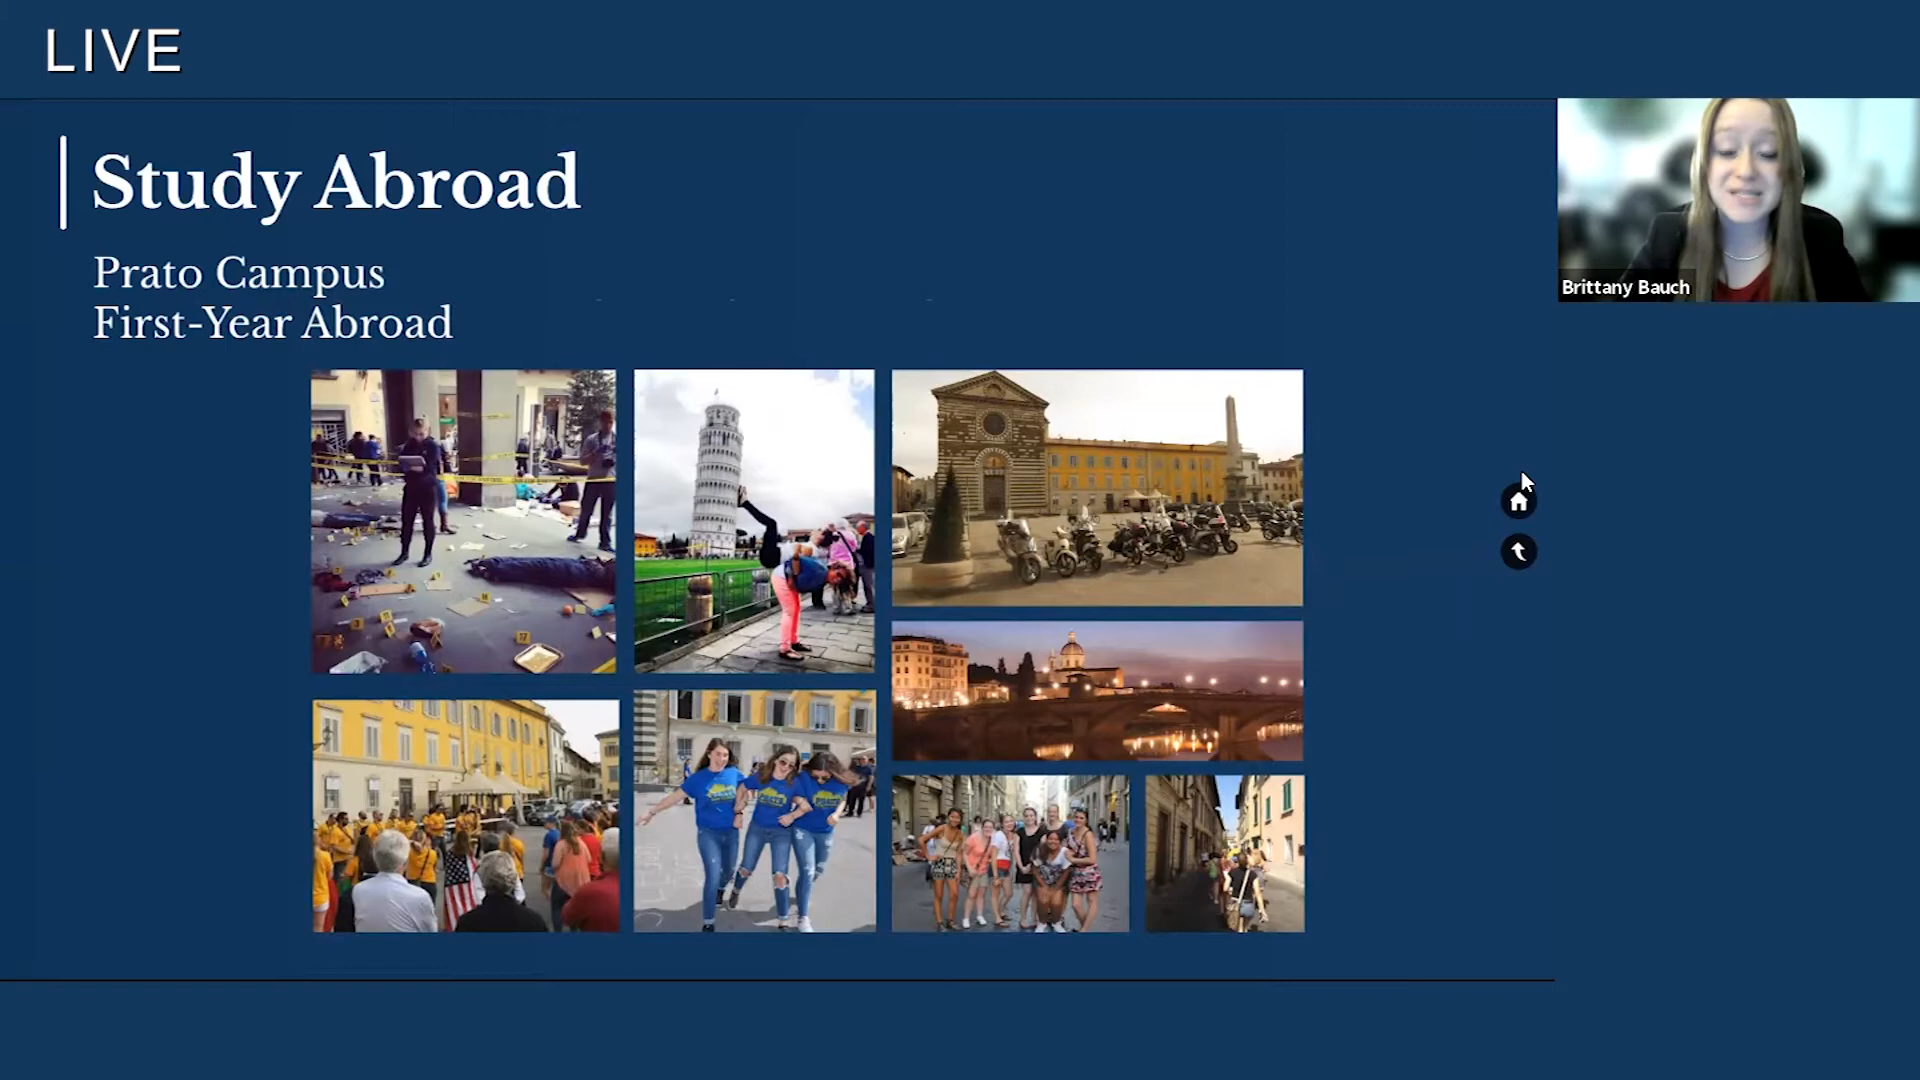 LIVE
Study Abroad
Prato Campus
First-Year Abroad
Brittany Bauch